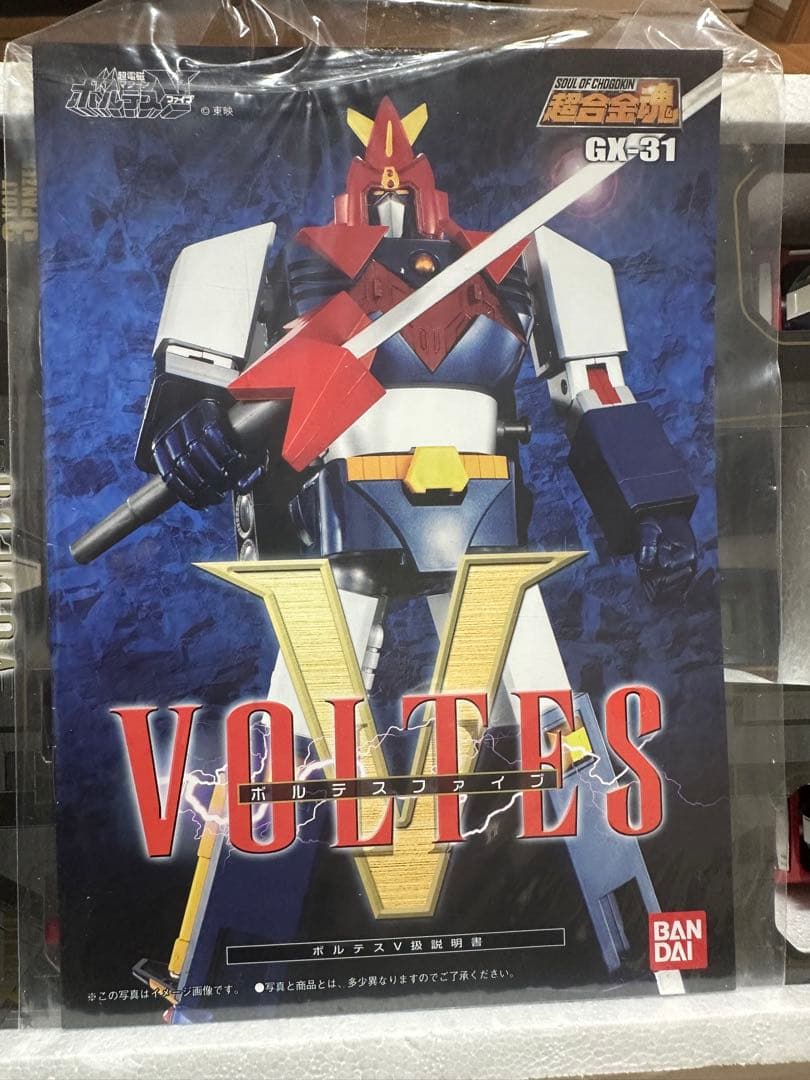 超電磁
ボルテスV
ファイブ
© 東映
SOUL OF CHOGOKIN
超合金魂
GX-31
V
VOLTES
ボルテスファイブ
ボルテスV取扱説明書
※この写真はイメージ画像です。 ●写真と商品とは、多少異なりますのでご了承ください。
BAN
DAI